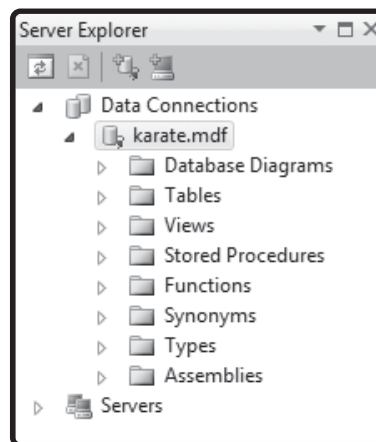 Server Explorer
Data Connections
karate.mdf
Database Diagrams
Tables
Views
Stored Procedures
Functions
Synonyms
Types
Assemblies
Servers